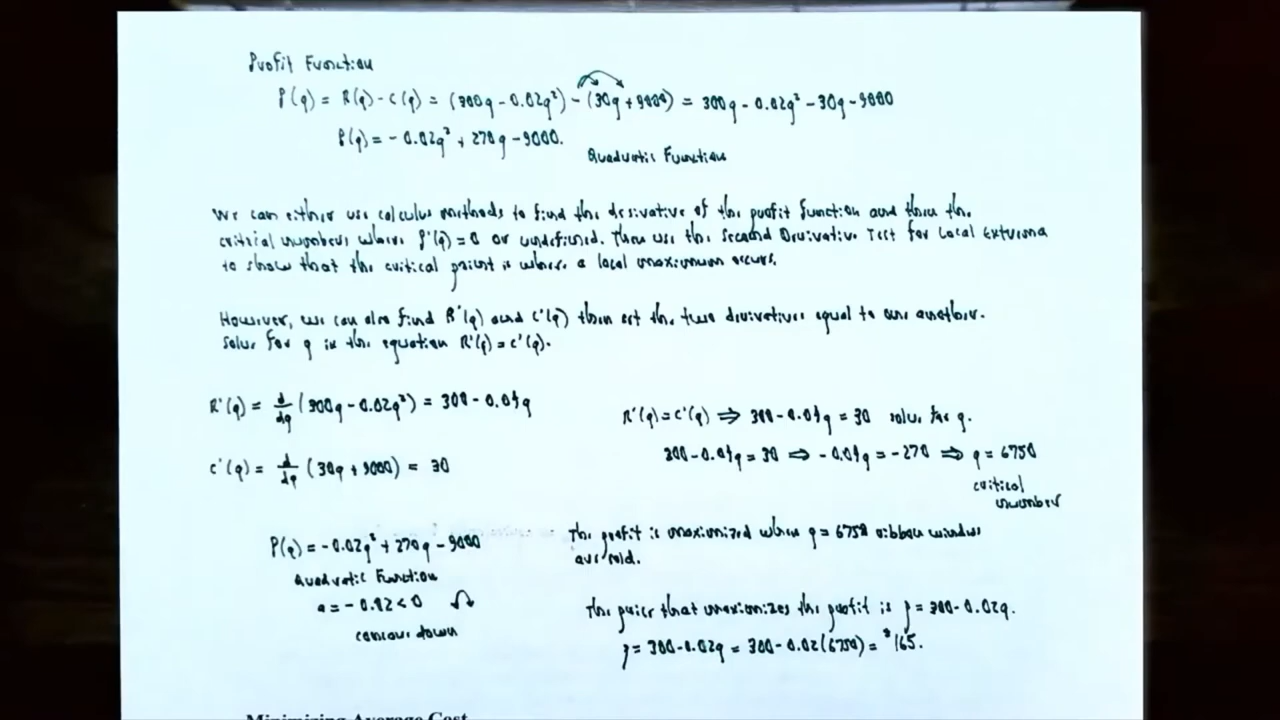 Profit Function
P(q) = R(q) - C(q) = (300q - 0.02q²) - (30q + 9000) = 300q - 0.02q² - 30q - 9000
P(q) = -0.02q² + 270q - 9000.
Quadratic Function
We can either use calculus methods to find the derivative of the profit function and then the
critical numbers where P'(q) = 0 or undefined. Then use the Second Derivative Test for Local Extrema
to show that the critical point is where a local maximum occurs.
However, we can also find R'(q) and C'(q) then set the two derivatives equal to one another.
Solve for q in the equation R'(q) = C'(q).
R'(q) = d/dq (300q - 0.02q²) = 300 - 0.04q
C'(q) = d/dq (30q + 9000) = 30
R'(q) = C'(q) ⇒ 300 - 0.04q = 30 solve for q.
300 - 0.04q = 30 ⇒ -0.04q = -270 ⇒ q = 6750
critical
number
P(q) = -0.02q² + 270q - 9000
Quadratic Function
a = -0.02 < 0
concave down
The profit is maximized when q = 6750 ribbon winders
are sold.
The price that maximizes the profit is p = 300 - 0.02q.
p = 300 - 0.02q = 300 - 0.02(6750) = $165.
Minimizing Average Cost